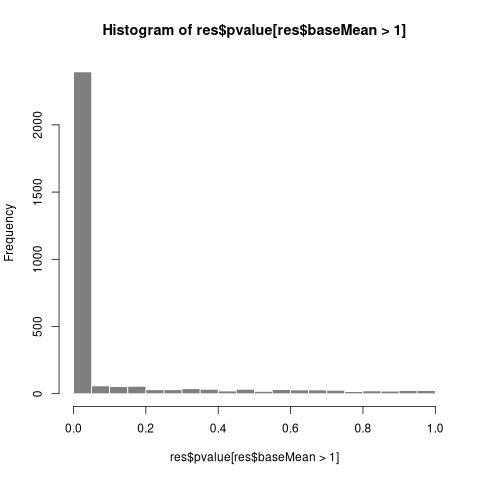 Histogram of res$pvalue[res$baseMean > 1]
Frequency
2000
1500
1000
500
0
0.0 0.2 0.4 0.6 0.8 1.0
res$pvalue[res$baseMean > 1]